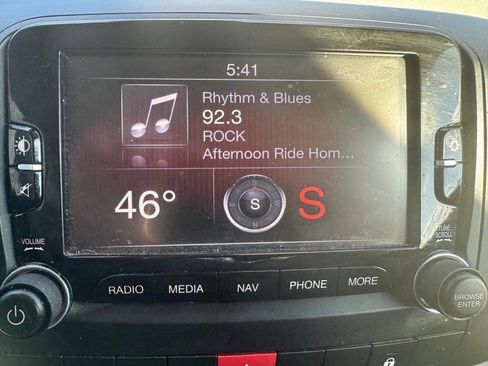 5:41
46
Rhythm & Blues
92.3
ROCK
Afternoon Ride Hom...
46°
S
S
N
VOLUME
TUNE
SCROLL
RADIO
MEDIA
NAV
PHONE
MORE
BROWSE
ENTER